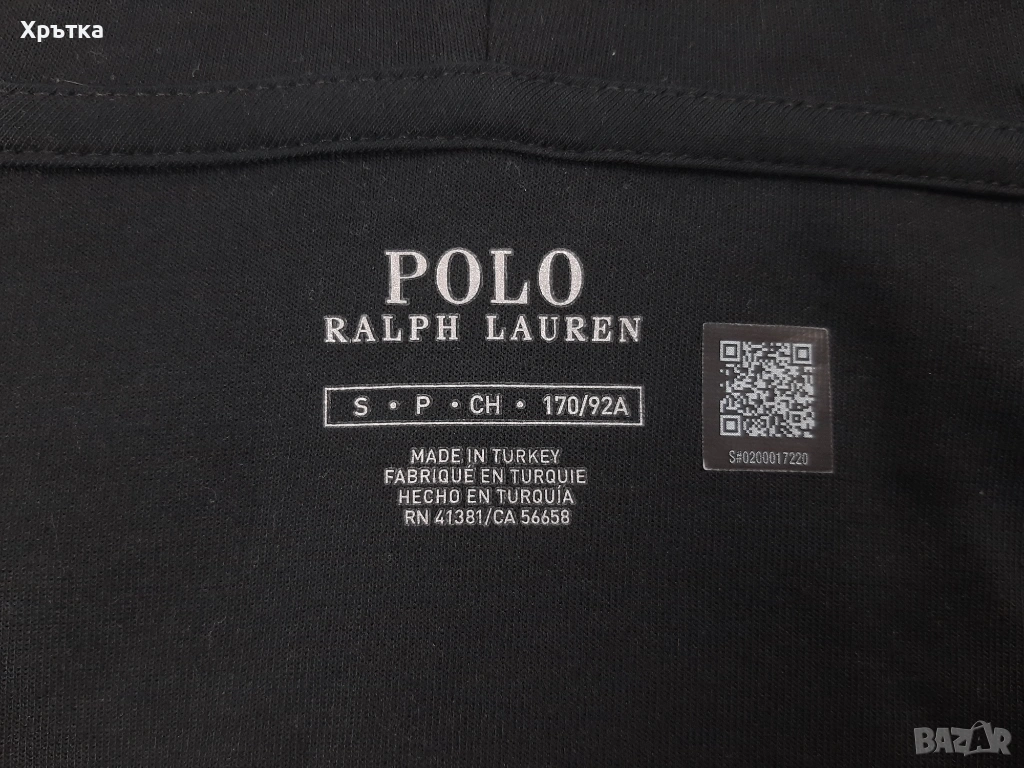 Хрътка
POLO
RALPH LAUREN
S • P • CH • 170/92A
MADE IN TURKEY
FABRIQUÉ EN TURQUIE
HECHO EN TURQUÍA
RN 41381/CA 56658
S#0200017220
BAZAR